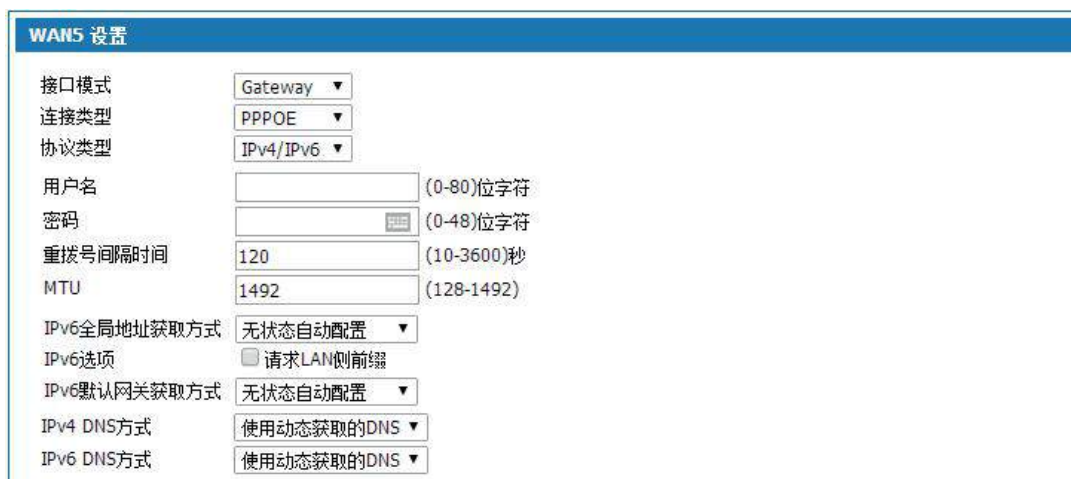 WAN5 设置
接口模式 Gateway
连接类型 PPPOE
协议类型 IPv4/IPv6
用户名 (0-80)位字符
密码 (0-48)位字符
重拨号间隔时间 120 (10-3600)秒
MTU 1492 (128-1492)
IPv6全局地址获取方式 无状态自动配置
IPv6选项 请求LAN侧前缀
IPv6默认网关获取方式 无状态自动配置
IPv4 DNS方式 使用动态获取的DNS
IPv6 DNS方式 使用动态获取的DNS